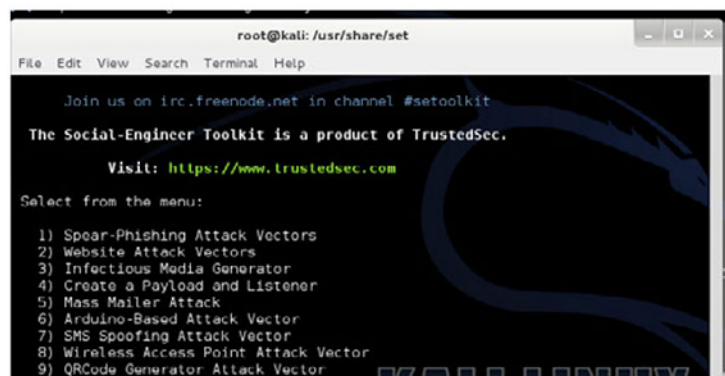 root@kali: /usr/share/set
File Edit View Search Terminal Help
Join us on irc.freenode.net in channel #setoolkit
The Social-Engineer Toolkit is a product of TrustedSec.
Visit: https://www.trustedsec.com
Select from the menu:
1) Spear-Phishing Attack Vectors
2) Website Attack Vectors
3) Infectious Media Generator
4) Create a Payload and Listener
5) Mass Mailer Attack
6) Arduino-Based Attack Vector
7) SMS Spoofing Attack Vector
8) Wireless Access Point Attack Vector
9) QRCode Generator Attack Vector
KALI LINUX